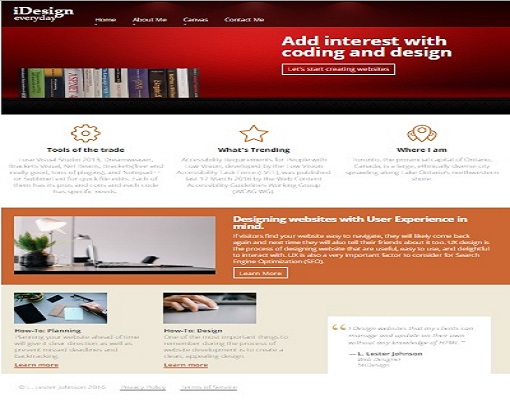 iDesign
everyday
Home About Me Canvas Contact Me
Add interest with
coding and design
Let's start creating websites
Tools of the trade
I use Visual Studio 2013, Dreamweaver,
really good, tons of plugins), and Notepad++
or Sublime for quick file edits. Each of
them has its pros and cons and each code
has specific needs.
What's Trending
Accessibility Requirements for People with
Low Vision, developed by the Low Vision
Accessibility Task Force (LVTF), was published
last 17 March 2016 by the Web Content
Accessibility Guidelines Working Group
(WCAG WG).
Where I am
Toronto, the provincial capital of Ontario,
Canada, is a large, ethnically diverse city
sprawling along Lake Ontario's northwestern
shore.
Designing websites with User Experience in
mind.
If visitors find your website easy to navigate, they will likely come back
again and next time they will also tell their friends about it too. UX design is
the process of designing website that are useful, easy to use, and delightful
to interact with. UX is also a very important factor to consider for Search
Engine Optimization (SEO).
Learn More
How-To: Planning
Planning your website ahead of time
will give it clear direction as well as
prevent missed deadlines and
backtracking.
Learn more
How-To: Design
One of the most important things to
remember during the process of
website development is to create a
clean, appealing design.
Learn more
“ I Design websites that my clients can
manage and update on their own
without very knowledge of HTML.”
— L. Lester Johnson
Web Designer
© L. Lester Johnson 2016 Privacy Policy Terms of Service